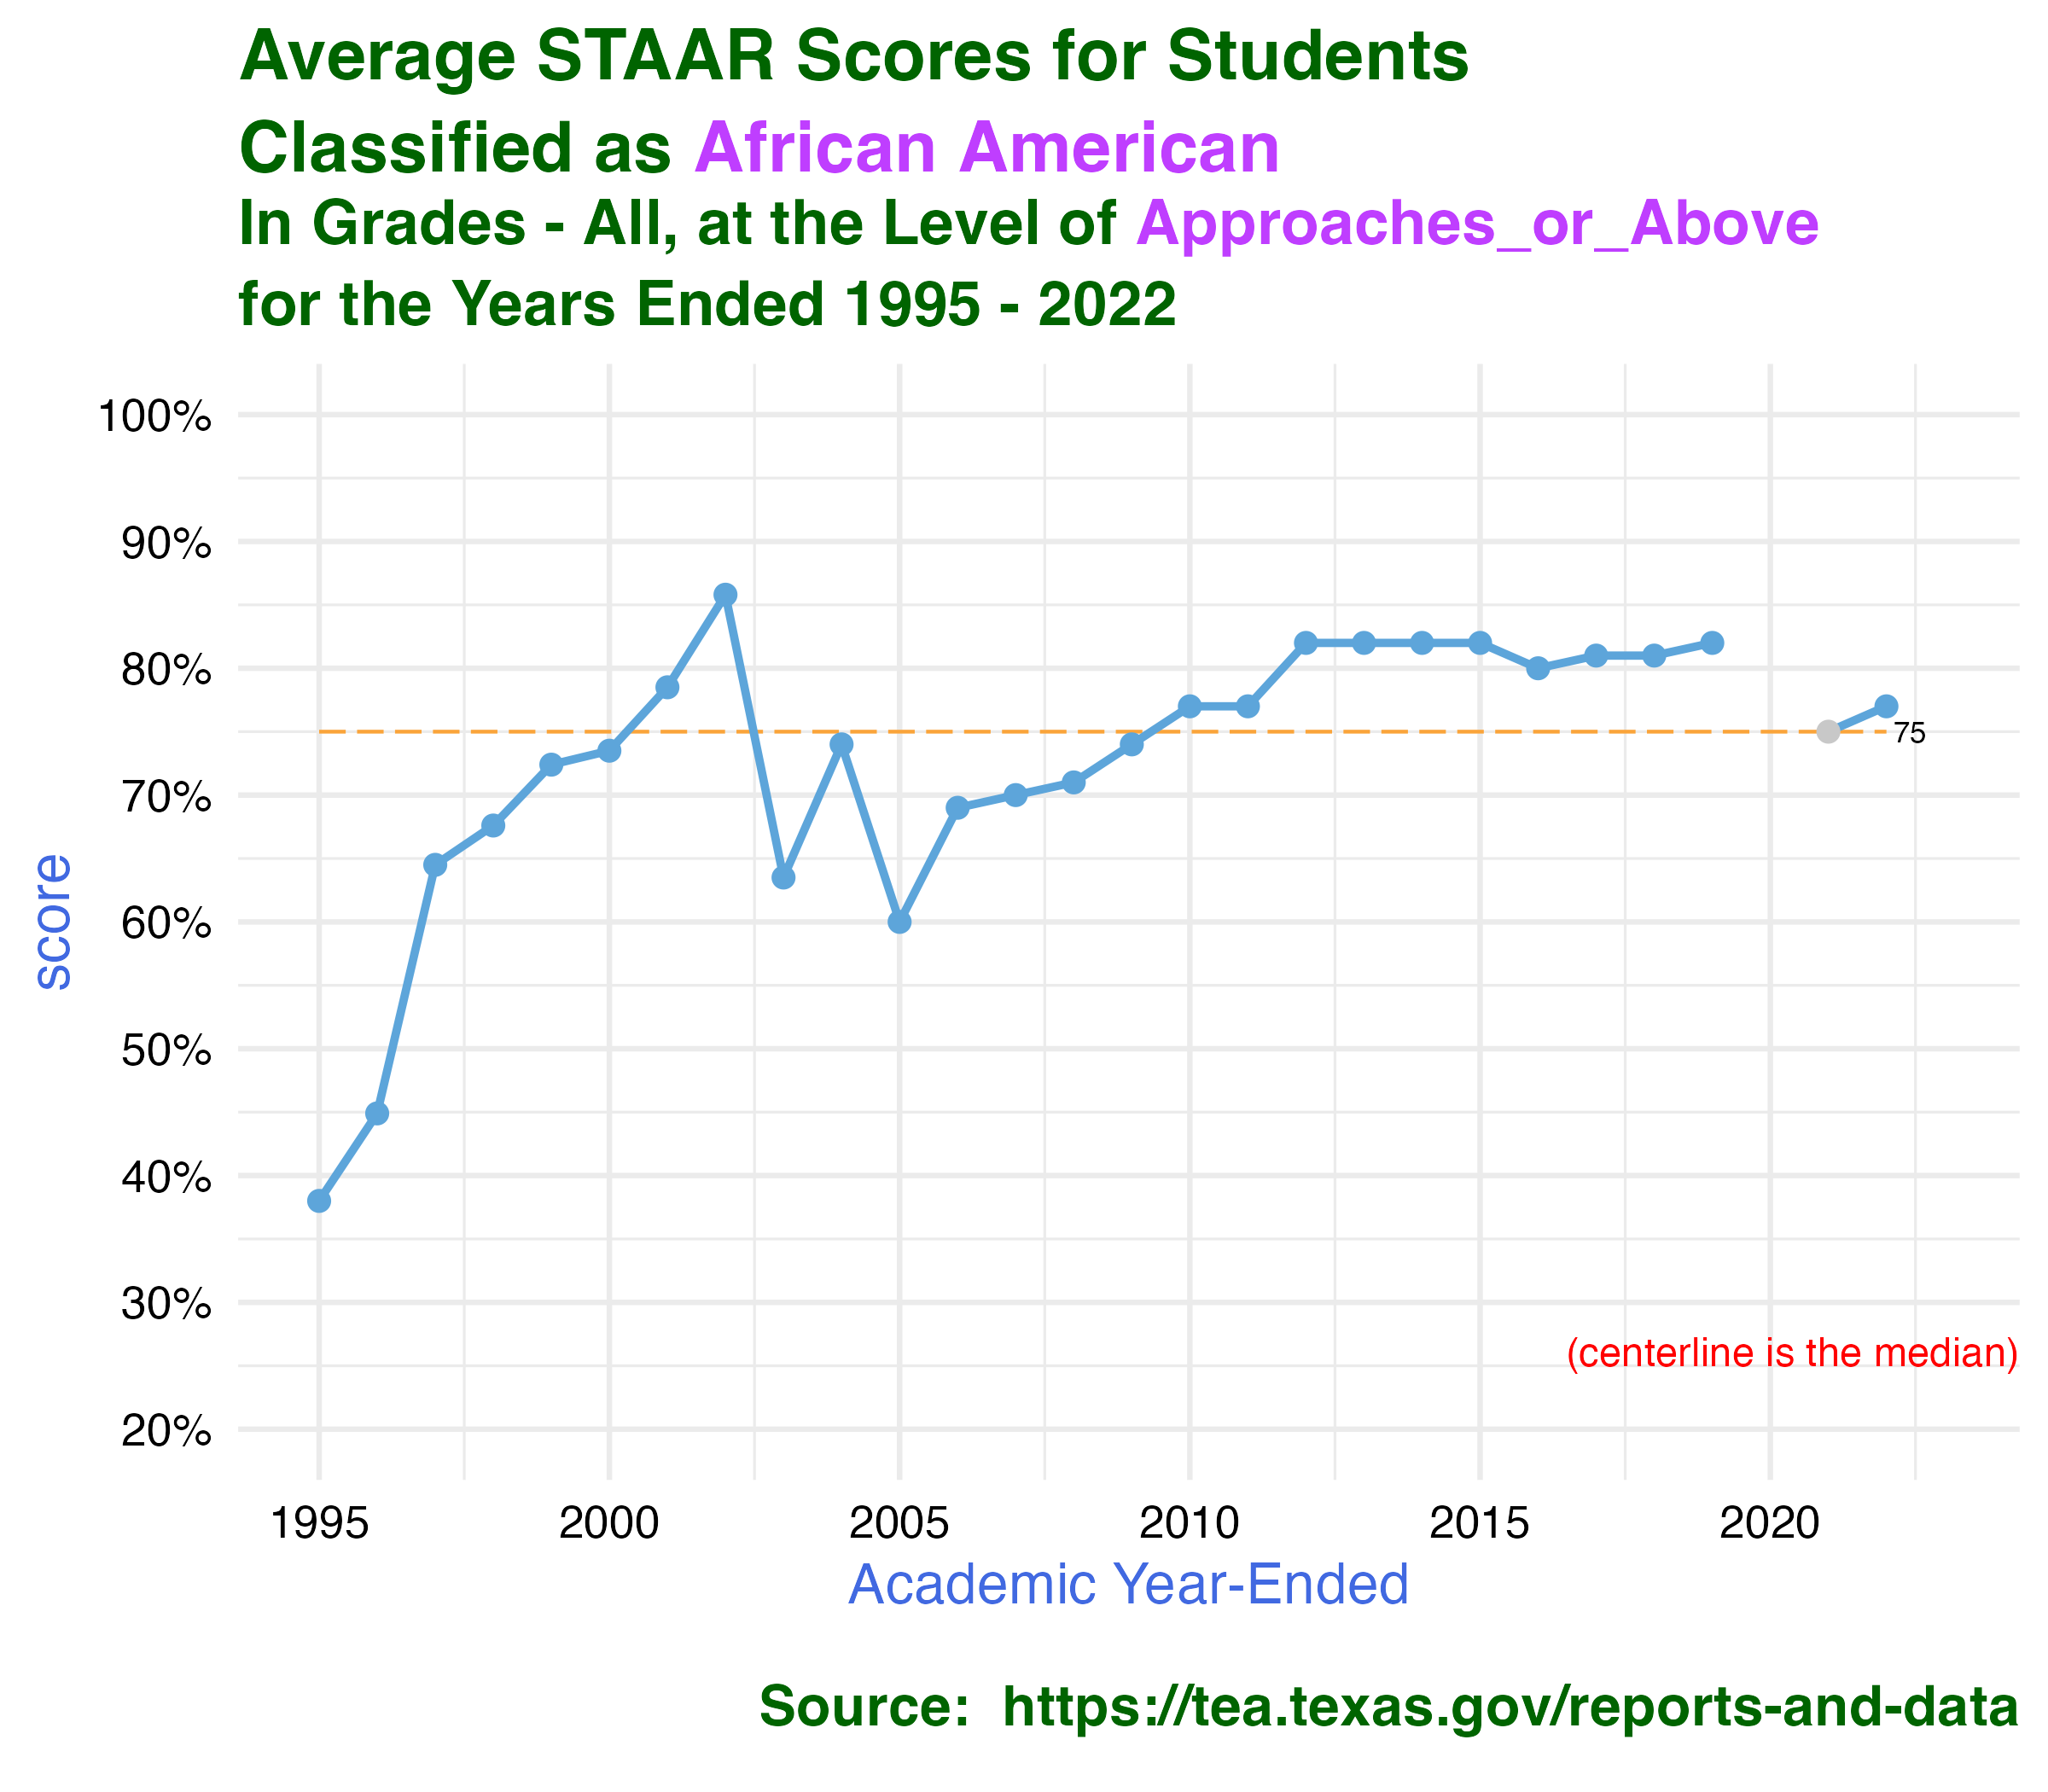 Average STAAR Scores for Students
Classified as African American
In Grades - All, at the Level of Approaches_or_Above
for the Years Ended 1995 - 2022
100%
90%
80%
75
70%
60%
50%
40%
30%
20%
score
(centerline is the median)
1995 2000 2005 2010 2015 2020
Academic Year-Ended
Source:  https://tea.texas.gov/reports-and-data